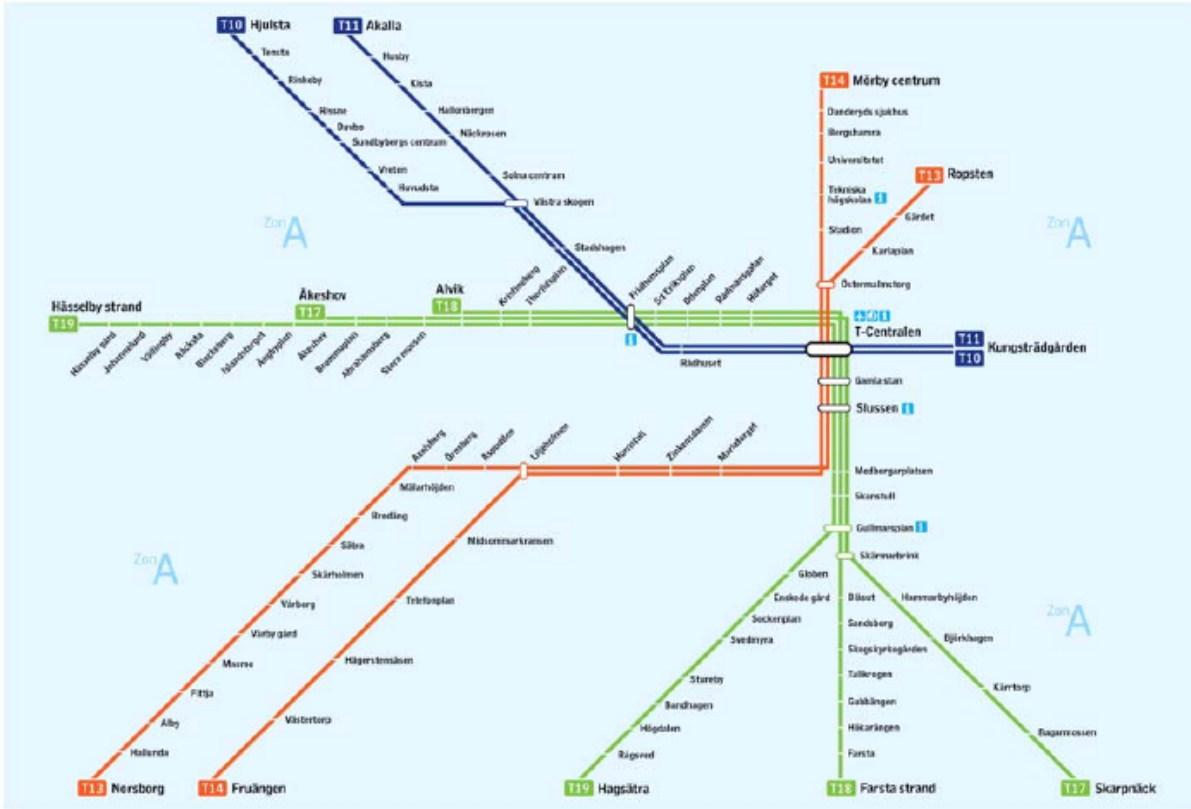 T10 Hjulsta
T11 Akalla
Tensta
Rinkeby
Rissne
Duvbo
Sundbybergs centrum
Vreten
Huvudsta
Husby
Kista
Hallonbergen
Näckrosen
Solna centrum
Västra skogen
Stadshagen
T14 Mörby centrum
Danderyds sjukhus
Bergshamra
Universitetet
Tekniska
högskolan i
Stadion
T13 Ropsten
Gärdet
Karlaplan
Östermalmstorg
Zon A
Zon A
Hässelby strand
T19
Åkeshov
T17
Alvik
T18
Kristineberg
Thorildsplan
Fridhemsplan
i
S:t Eriksplan
Odenplan
Rådmansgatan
Hötorget
Hässelby gård
Johannelund
Vällingby
Råcksta
Blackeberg
Islandstorget
Ängbyplan
Åkeshov
Brommaplan
Abrahamsberg
Stora mossen
Rådhuset
T-Centralen
T11
T10
Kungsträdgården
Gamla stan
Slussen i
Axelsberg
Örnsberg
Aspudden
Liljeholmen
Hornstull
Zinkensdamm
Mariatorget
Mälarhöjden
Bredäng
Sätra
Skärholmen
Vårberg
Vårby gård
Masmo
Fittja
Alby
Hallunda
T13 Norsborg
Midsommarkransen
Telefonplan
Hägerstensåsen
Västertorp
T14 Fruängen
Medborgarplatsen
Skanstull
Gullmarsplan i
Skärmarbrink
Zon A
Zon A
Globen
Enskede gård
Sockenplan
Svedmyra
Stureby
Bandhagen
Högdalen
Rågsved
T19 Hagsätra
Blåsut
Sandsborg
Skogskyrkogården
Tallkrogen
Gubbängen
Hökarängen
Farsta
T18 Farsta strand
Hammarbyhöjden
Björkhagen
Kärrtorp
Bagarmossen
T17 Skarpnäck